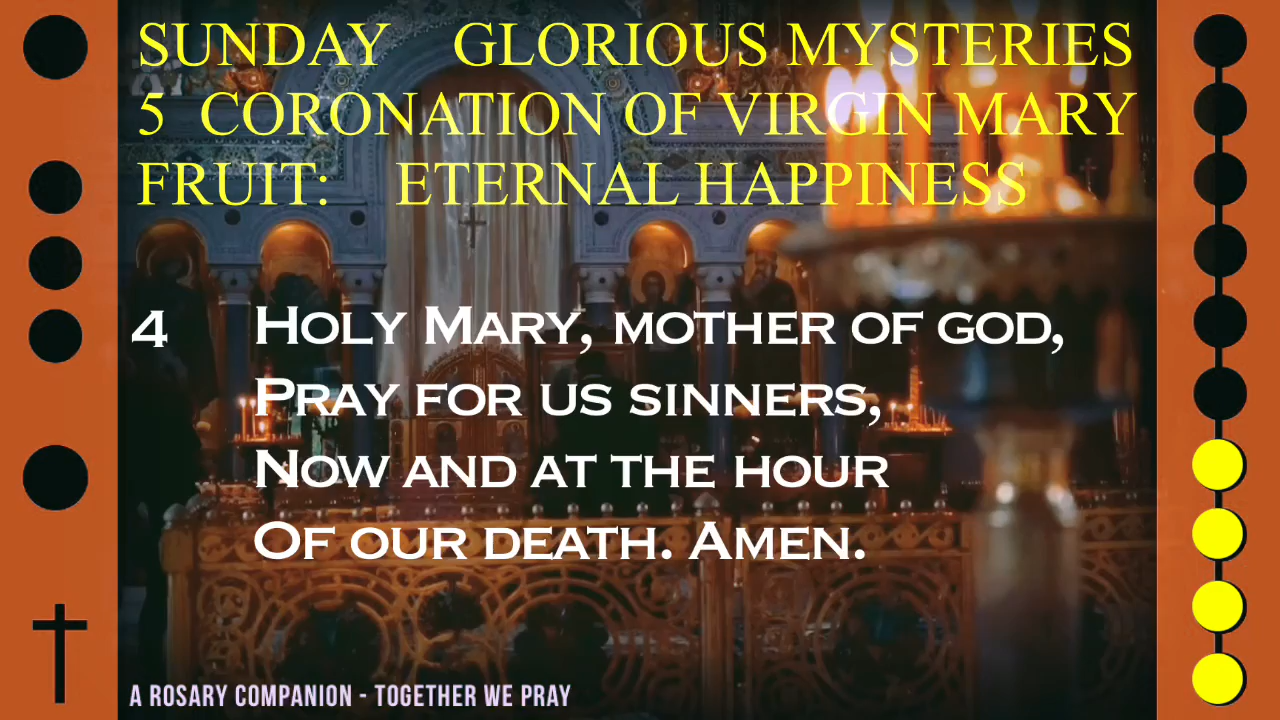 SUNDAY GLORIOUS MYSTERIES
5 CORONATION OF VIRGIN MARY
FRUIT: ETERNAL HAPPINESS
4 HOLY MARY, MOTHER OF GOD,
PRAY FOR US SINNERS,
NOW AND AT THE HOUR
OF OUR DEATH. AMEN.
A ROSARY COMPANION - TOGETHER WE PRAY